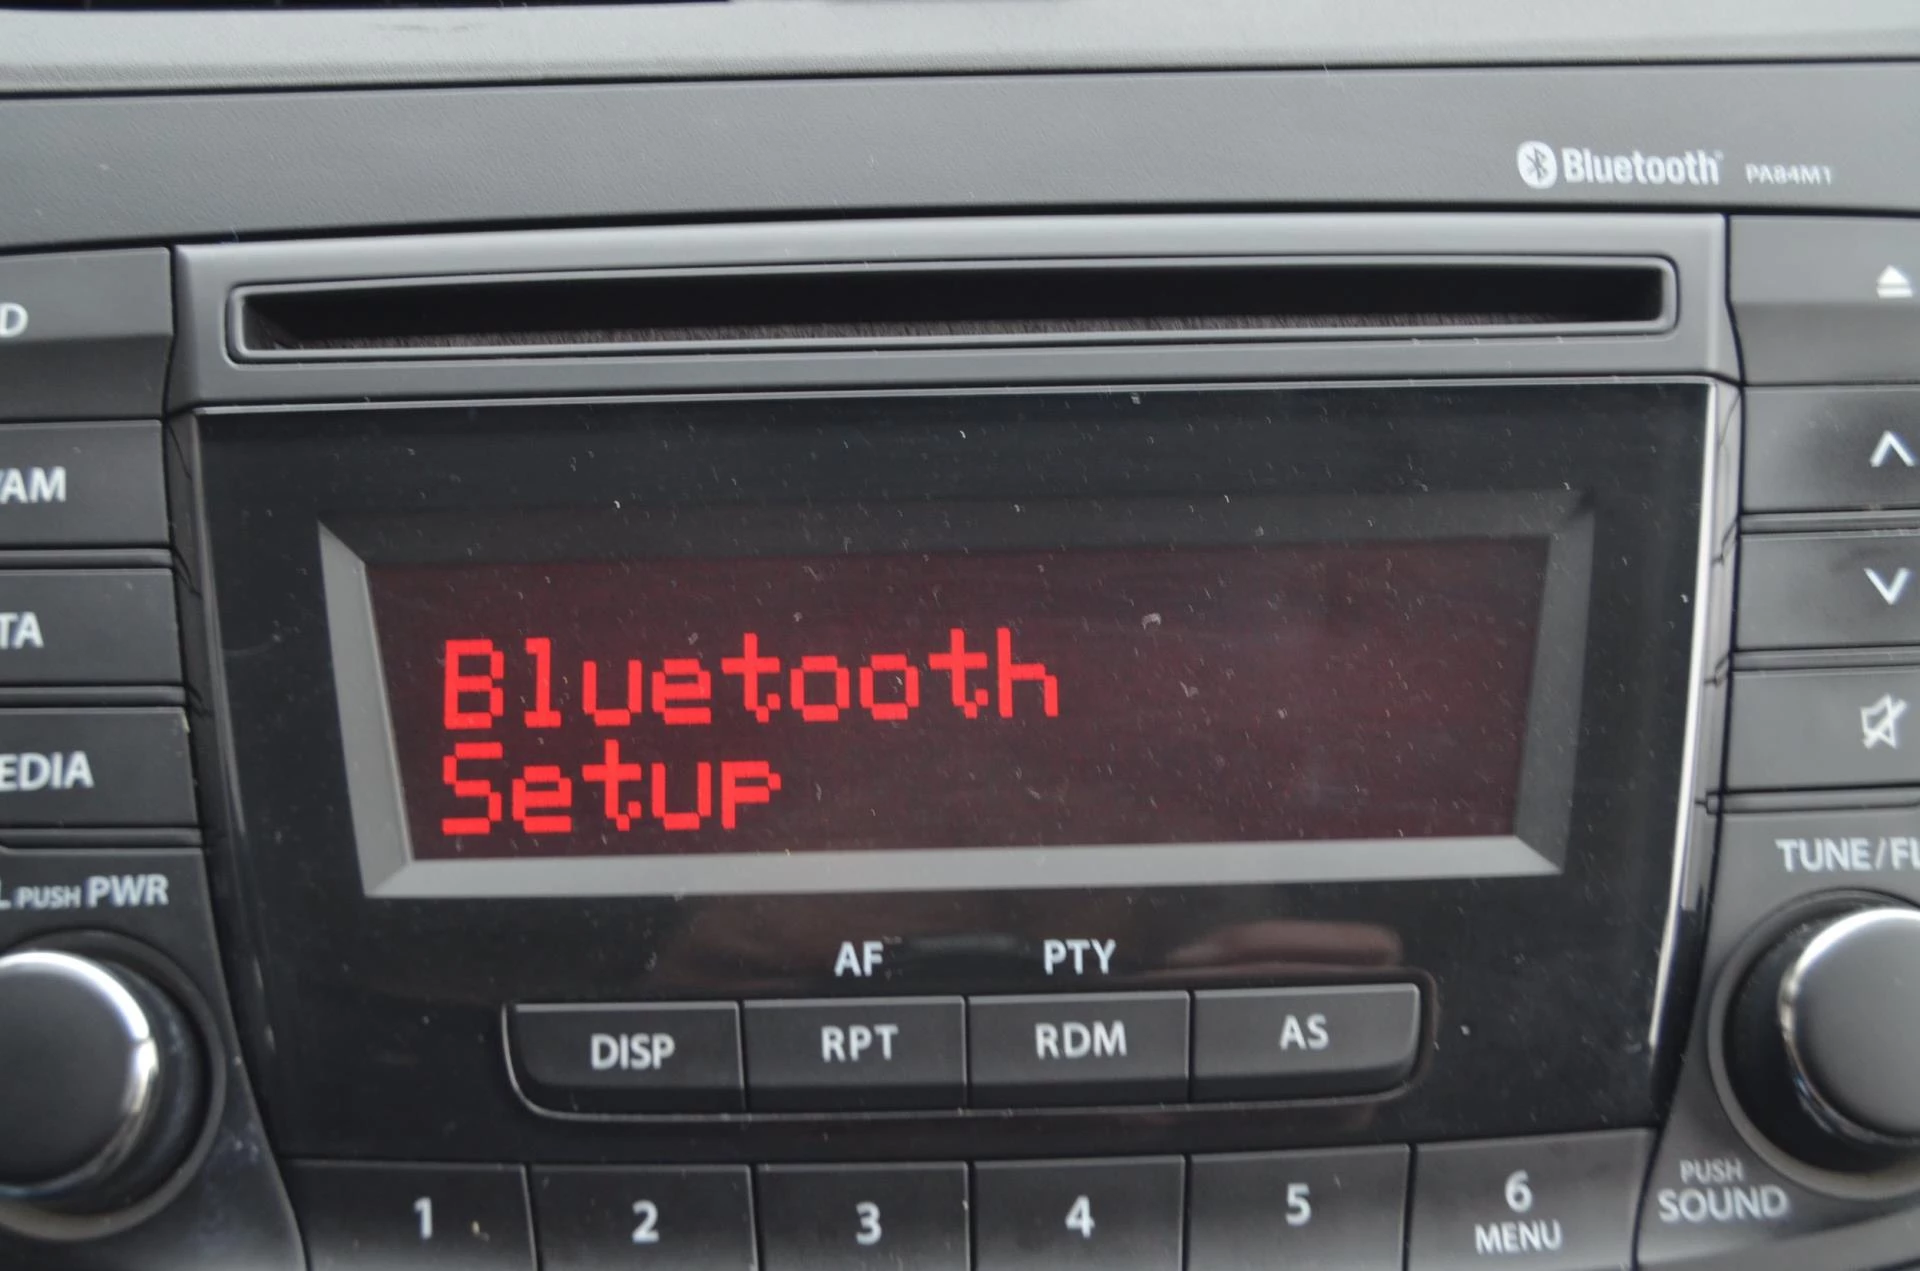 Bluetooth PA84M1
D
/AM
TA
EDIA
L PUSH PWR
Bluetooth
Setup
TUNE/FL
AF PTY
DISP RPT RDM AS
1 2 3 4 5 6
MENU
PUSH
SOUND